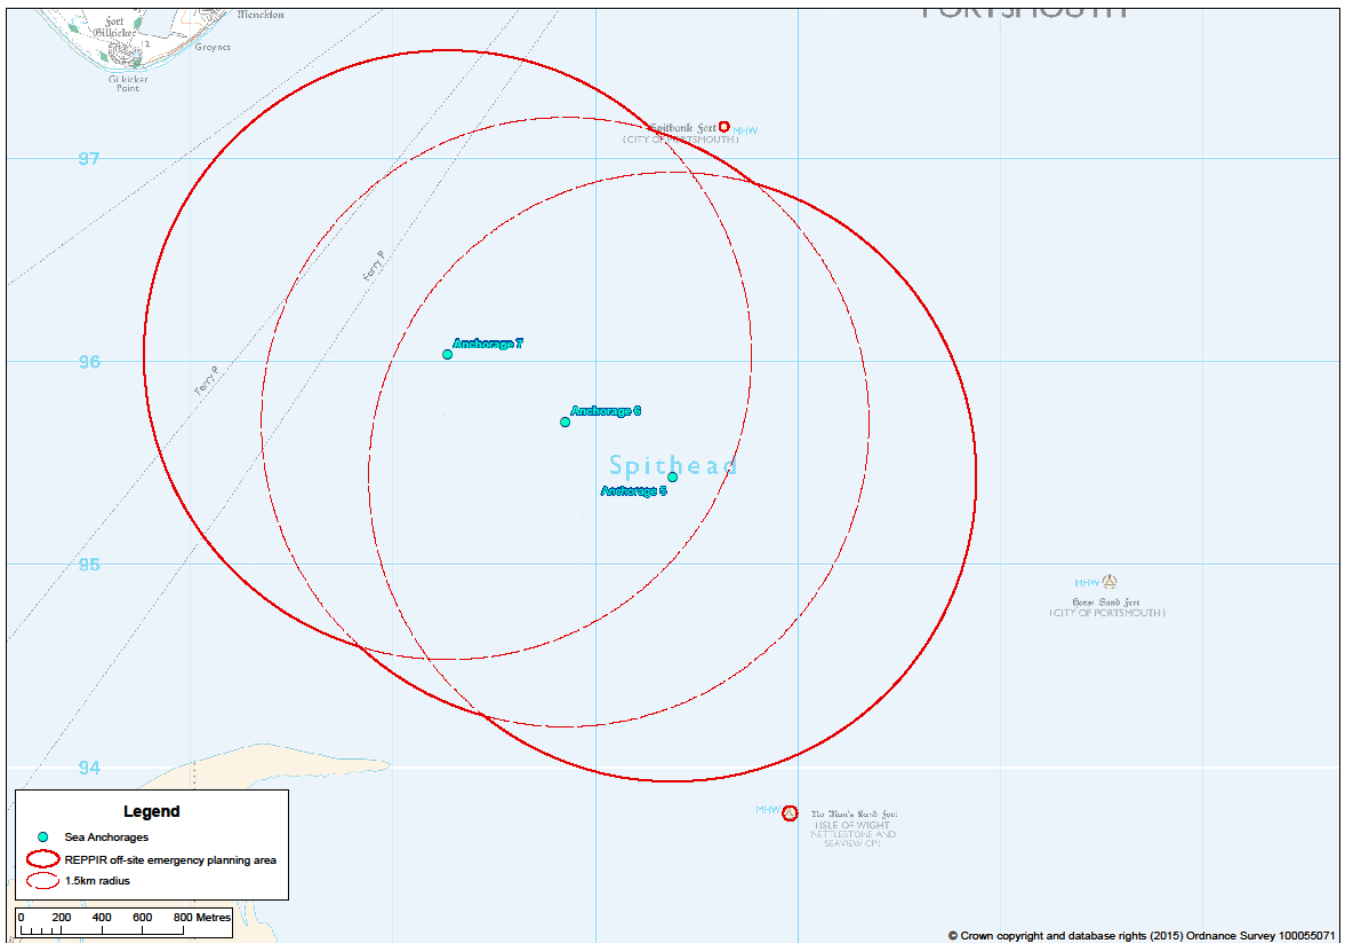 PORTSMOUTH
Fort
Gilkicker
12
Groynes
Gilkicker
Point
Spitbank Fort
MHW
(CITY OF PORTSMOUTH)
97
Ferry P
Anchorage 7
96
Ferry P
Anchorage 6
Spithead
Anchorage 5
95
MHW
Horse Sand Fort
(CITY OF PORTSMOUTH)
94
MHW
No Man's Sand Fort
(ISLE OF WIGHT
NETTLESTONE AND
SEAVIEW CP)
Legend
Sea Anchorages
REPPIR off-site emergency planning area
1.5km radius
0 200 400 600 800 Metres
© Crown copyright and database rights (2015) Ordnance Survey 100055071